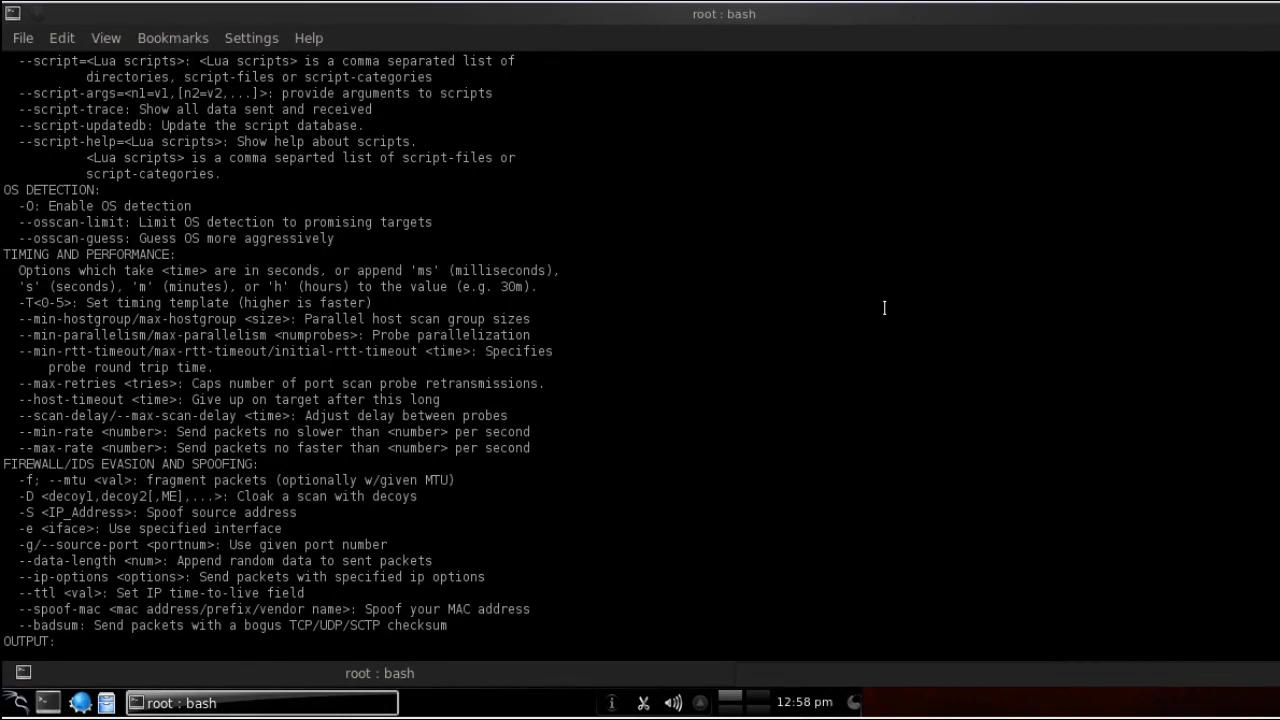 root : bash
File Edit View Bookmarks Settings Help
--script=<Lua scripts>: <Lua scripts> is a comma separated list of
directories, script-files or script-categories
--script-args=<n1=v1,[n2=v2,...]>: provide arguments to scripts
--script-trace: Show all data sent and received
--script-updatedb: Update the script database.
--script-help=<Lua scripts>: Show help about scripts.
<Lua scripts> is a comma separted list of script-files or
script-categories.
OS DETECTION:
-O: Enable OS detection
--osscan-limit: Limit OS detection to promising targets
--osscan-guess: Guess OS more aggressively
TIMING AND PERFORMANCE:
Options which take <time> are in seconds, or append 'ms' (milliseconds),
's' (seconds), 'm' (minutes), or 'h' (hours) to the value (e.g. 30m).
-T<0-5>: Set timing template (higher is faster)
--min-hostgroup/max-hostgroup <size>: Parallel host scan group sizes
--min-parallelism/max-parallelism <numprobes>: Probe parallelization
--min-rtt-timeout/max-rtt-timeout/initial-rtt-timeout <time>: Specifies
probe round trip time.
--max-retries <tries>: Caps number of port scan probe retransmissions.
--host-timeout <time>: Give up on target after this long
--scan-delay/--max-scan-delay <time>: Adjust delay between probes
--min-rate <number>: Send packets no slower than <number> per second
--max-rate <number>: Send packets no faster than <number> per second
FIREWALL/IDS EVASION AND SPOOFING:
-f; --mtu <val>: fragment packets (optionally w/given MTU)
-D <decoy1,decoy2[,ME],...>: Cloak a scan with decoys
-S <IP_Address>: Spoof source address
-e <iface>: Use specified interface
-g/--source-port <portnum>: Use given port number
--data-length <num>: Append random data to sent packets
--ip-options <options>: Send packets with specified ip options
--ttl <val>: Set IP time-to-live field
--spoof-mac <mac address/prefix/vendor name>: Spoof your MAC address
--badsum: Send packets with a bogus TCP/UDP/SCTP checksum
OUTPUT:
root : bash
root : bash
12:58 pm